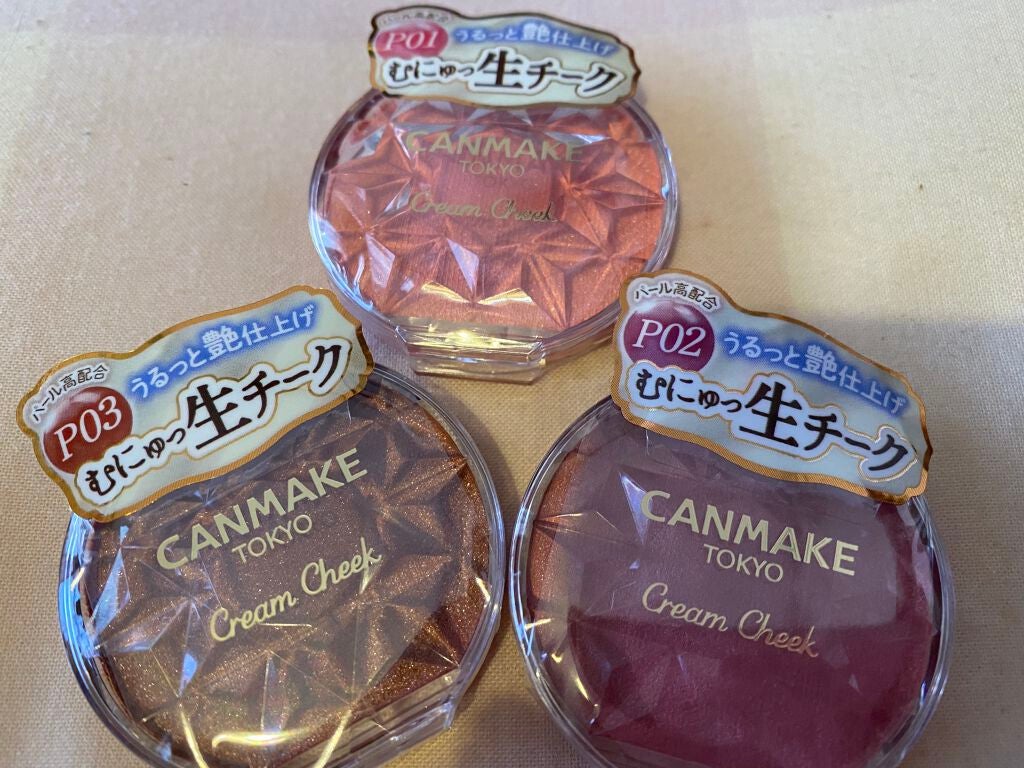 パール高配合
P01
うるっと艶仕上げ
むにゅっ生チーク
CANMAKE
TOKYO
Cream Cheek
パール高配合
P03
うるっと艶仕上げ
むにゅっ生チーク
CANMAKE
TOKYO
Cream Cheek
パール高配合
P02
うるっと艶仕上げ
むにゅっ生チーク
CANMAKE
TOKYO
Cream Cheek